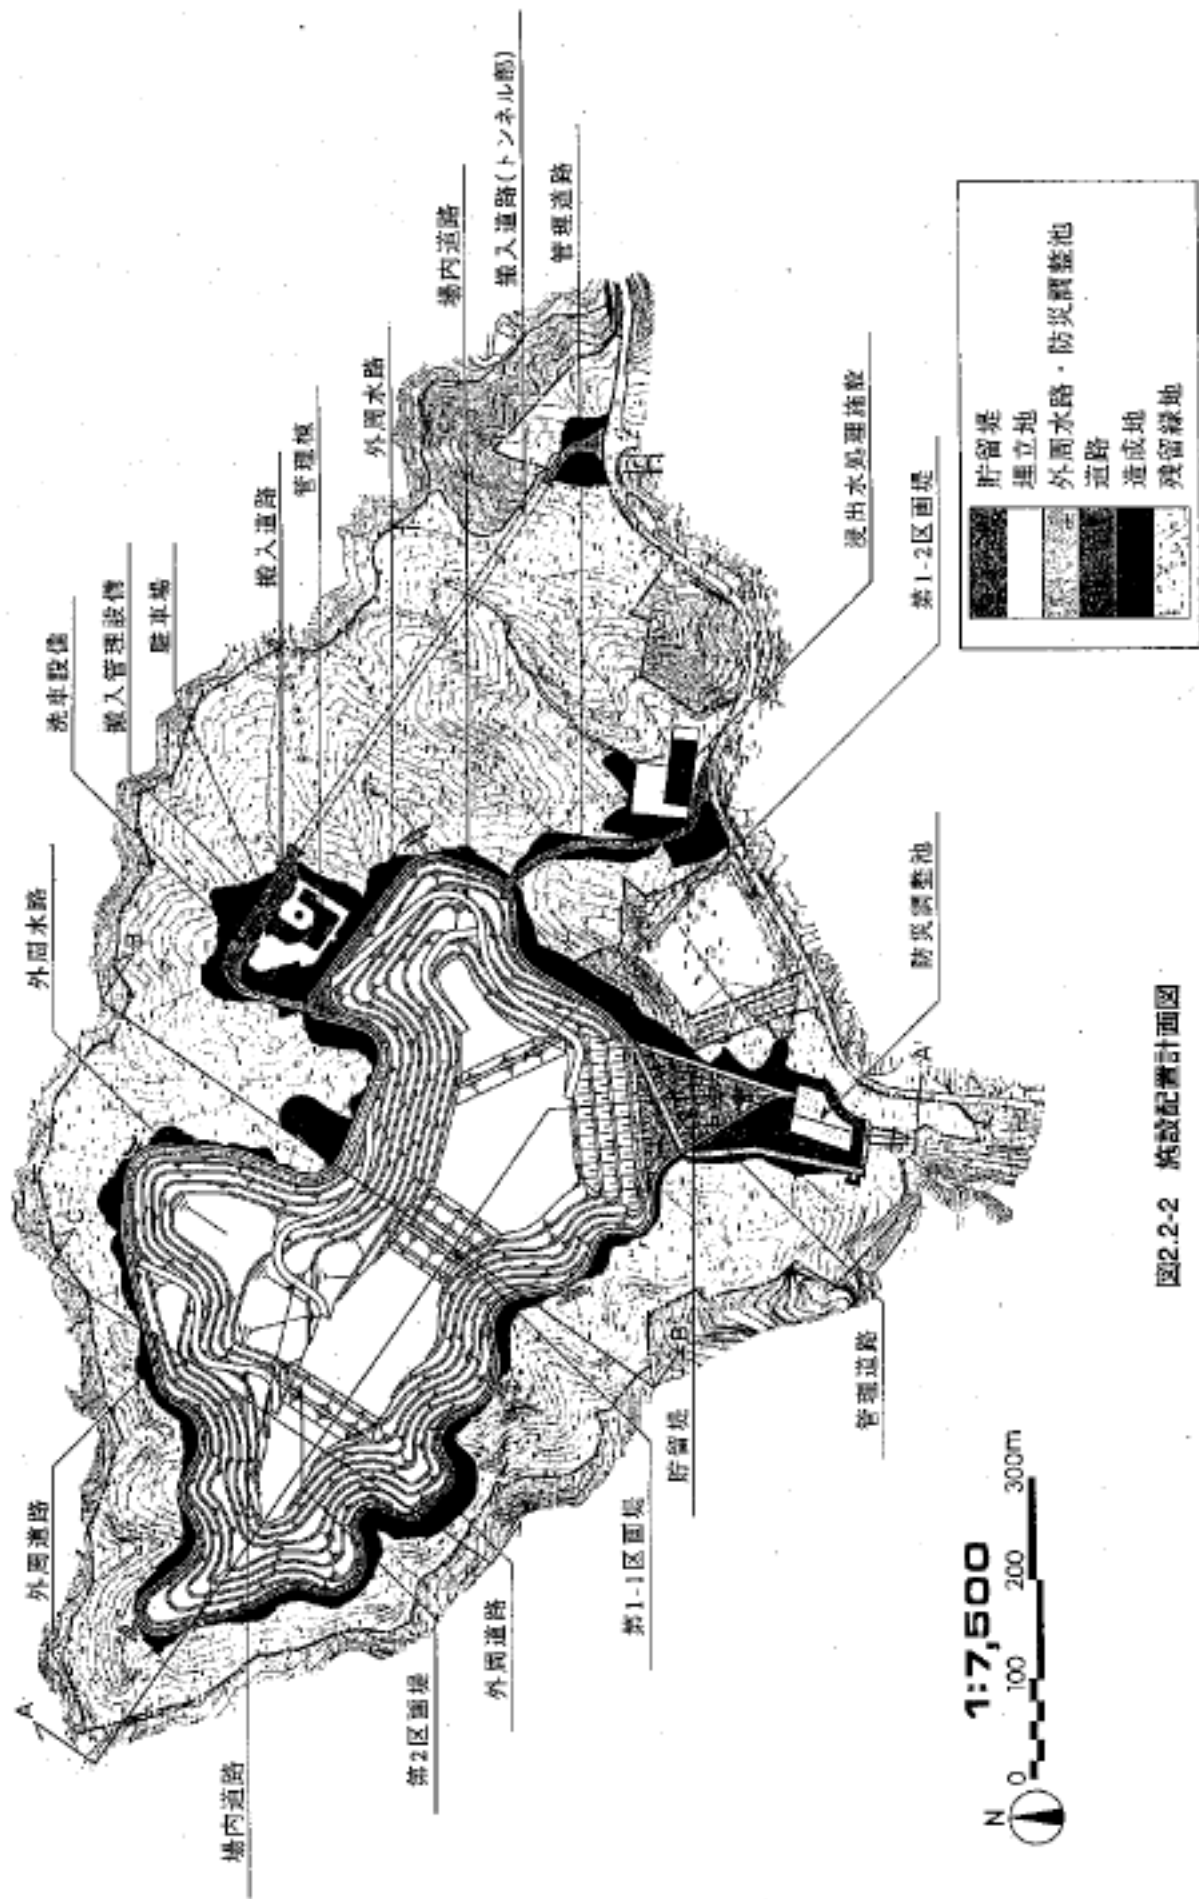 洗車設備
搬入管理設備
駐車場
搬入道路
管理棟
外周水路
場内道路
搬入道路(トンネル部)
管理道路
外周水路
外周道路
場内道路
第2区画堤
外周道路
第1-1区画堤
貯留堤
管理道路
防災調整池
第1-2区画堤
浸出水処理施設
A
A'
B
B
C
貯留堤
埋立地
外周水路・防災調整池
道路
造成地
残留緑地
N
1:7,500
0 100 200 300m
図2.2-2 施設配置計画図